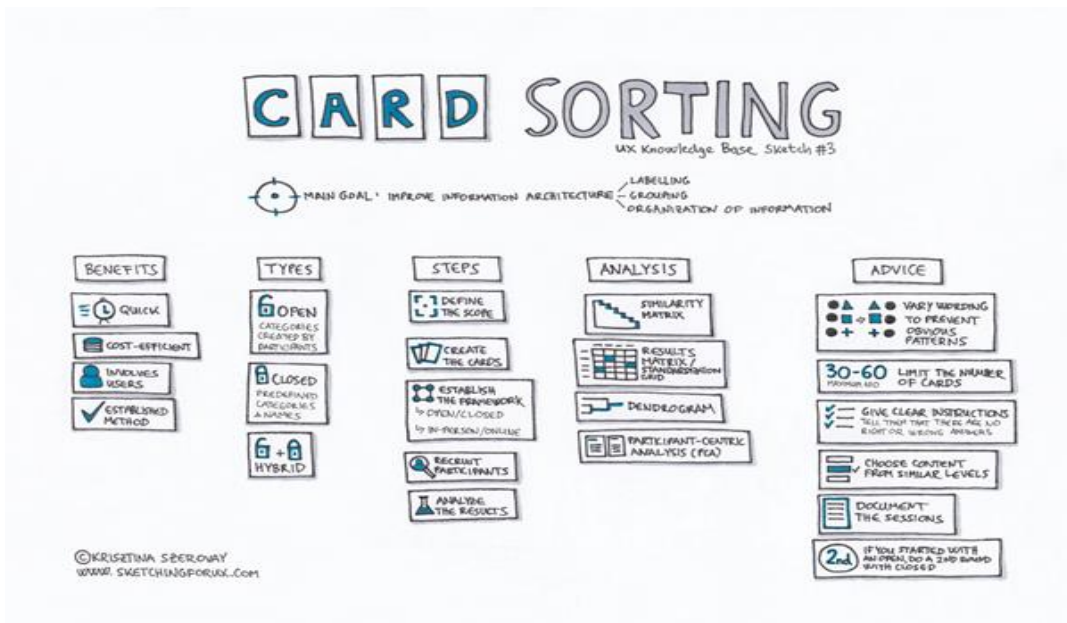 CARD SORTING
UX Knowledge Base Sketch #3
MAIN GOAL: IMPROVE INFORMATION ARCHITECTURE
LABELLING
GROUPING
ORGANIZATION OF INFORMATION
BENEFITS
QUICK
COST-EFFICIENT
INVOLVES
USERS
ESTABLISHED
METHOD
TYPES
OPEN
CATEGORIES
CREATED BY
PARTICIPANTS
CLOSED
PREDEFINED
CATEGORIES
& NAMES
+
HYBRID
STEPS
DEFINE
THE SCOPE
CREATE
THE CARDS
ESTABLISH
THE FRAMEWORK
↳ OPEN/CLOSED
↳ IN-PERSON/ONLINE
RECRUIT
PARTICIPANTS
ANALYZE
THE RESULTS
ANALYSIS
SIMILARITY
MATRIX
RESULTS
MATRIX/
STANDARDIZATION
GRID
DENDROGRAM
PARTICIPANT-CENTRIC
ANALYSIS (PCA)
ADVICE
VARY WORDING
TO PREVENT
OBVIOUS
PATTERNS
30-60 LIMIT THE NUMBER
OF CARDS
GIVE CLEAR INSTRUCTIONS
TELL THEM THAT THERE ARE NO
RIGHT OR WRONG ANSWERS
CHOOSE CONTENT
FROM SIMILAR LEVELS
DOCUMENT
THE SESSIONS
2nd
IF YOU STARTED WITH
AN OPEN, DO A 2ND ROUND
WITH CLOSED
©KRISZTINA SZEROVAY
WWW.SKETCHINGFORUX.COM